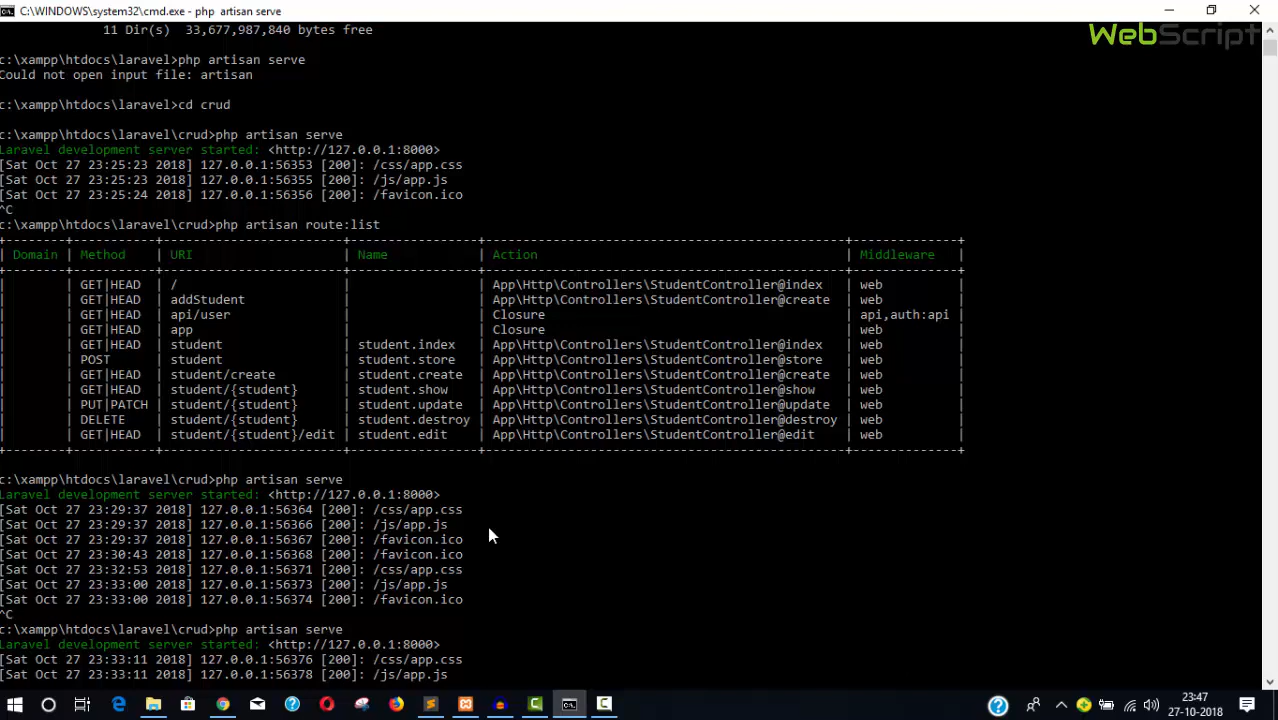 C:\WINDOWS\system32\cmd.exe - php  artisan serve
WebScript
11 Dir(s)  33,677,987,840 bytes free
c:\xampp\htdocs\laravel>php artisan serve
Could not open input file: artisan
c:\xampp\htdocs\laravel>cd crud
c:\xampp\htdocs\laravel\crud>php artisan serve
Laravel development server started: <http://127.0.0.1:8000>
[Sat Oct 27 23:25:23 2018] 127.0.0.1:56353 [200]: /css/app.css
[Sat Oct 27 23:25:23 2018] 127.0.0.1:56355 [200]: /js/app.js
[Sat Oct 27 23:25:24 2018] 127.0.0.1:56356 [200]: /favicon.ico
^C
c:\xampp\htdocs\laravel\crud>php artisan route:list
| Domain | Method | URI | Name | Action | Middleware |
| | GET|HEAD | / | | App\Http\Controllers\StudentController@index | web |
| | GET|HEAD | addStudent | | App\Http\Controllers\StudentController@create | web |
| | GET|HEAD | api/user | | Closure | api,auth:api |
| | GET|HEAD | app | | Closure | web |
| | GET|HEAD | student | student.index | App\Http\Controllers\StudentController@index | web |
| | POST | student | student.store | App\Http\Controllers\StudentController@store | web |
| | GET|HEAD | student/create | student.create | App\Http\Controllers\StudentController@create | web |
| | GET|HEAD | student/{student} | student.show | App\Http\Controllers\StudentController@show | web |
| | PUT|PATCH | student/{student} | student.update | App\Http\Controllers\StudentController@update | web |
| | DELETE | student/{student} | student.destroy | App\Http\Controllers\StudentController@destroy | web |
| | GET|HEAD | student/{student}/edit | student.edit | App\Http\Controllers\StudentController@edit | web |
c:\xampp\htdocs\laravel\crud>php artisan serve
Laravel development server started: <http://127.0.0.1:8000>
[Sat Oct 27 23:29:37 2018] 127.0.0.1:56364 [200]: /css/app.css
[Sat Oct 27 23:29:37 2018] 127.0.0.1:56366 [200]: /js/app.js
[Sat Oct 27 23:29:37 2018] 127.0.0.1:56367 [200]: /favicon.ico
[Sat Oct 27 23:30:43 2018] 127.0.0.1:56368 [200]: /favicon.ico
[Sat Oct 27 23:32:53 2018] 127.0.0.1:56371 [200]: /css/app.css
[Sat Oct 27 23:33:00 2018] 127.0.0.1:56373 [200]: /js/app.js
[Sat Oct 27 23:33:00 2018] 127.0.0.1:56374 [200]: /favicon.ico
^C
c:\xampp\htdocs\laravel\crud>php artisan serve
Laravel development server started: <http://127.0.0.1:8000>
[Sat Oct 27 23:33:11 2018] 127.0.0.1:56376 [200]: /css/app.css
[Sat Oct 27 23:33:11 2018] 127.0.0.1:56378 [200]: /js/app.js
23:47
27-10-2018